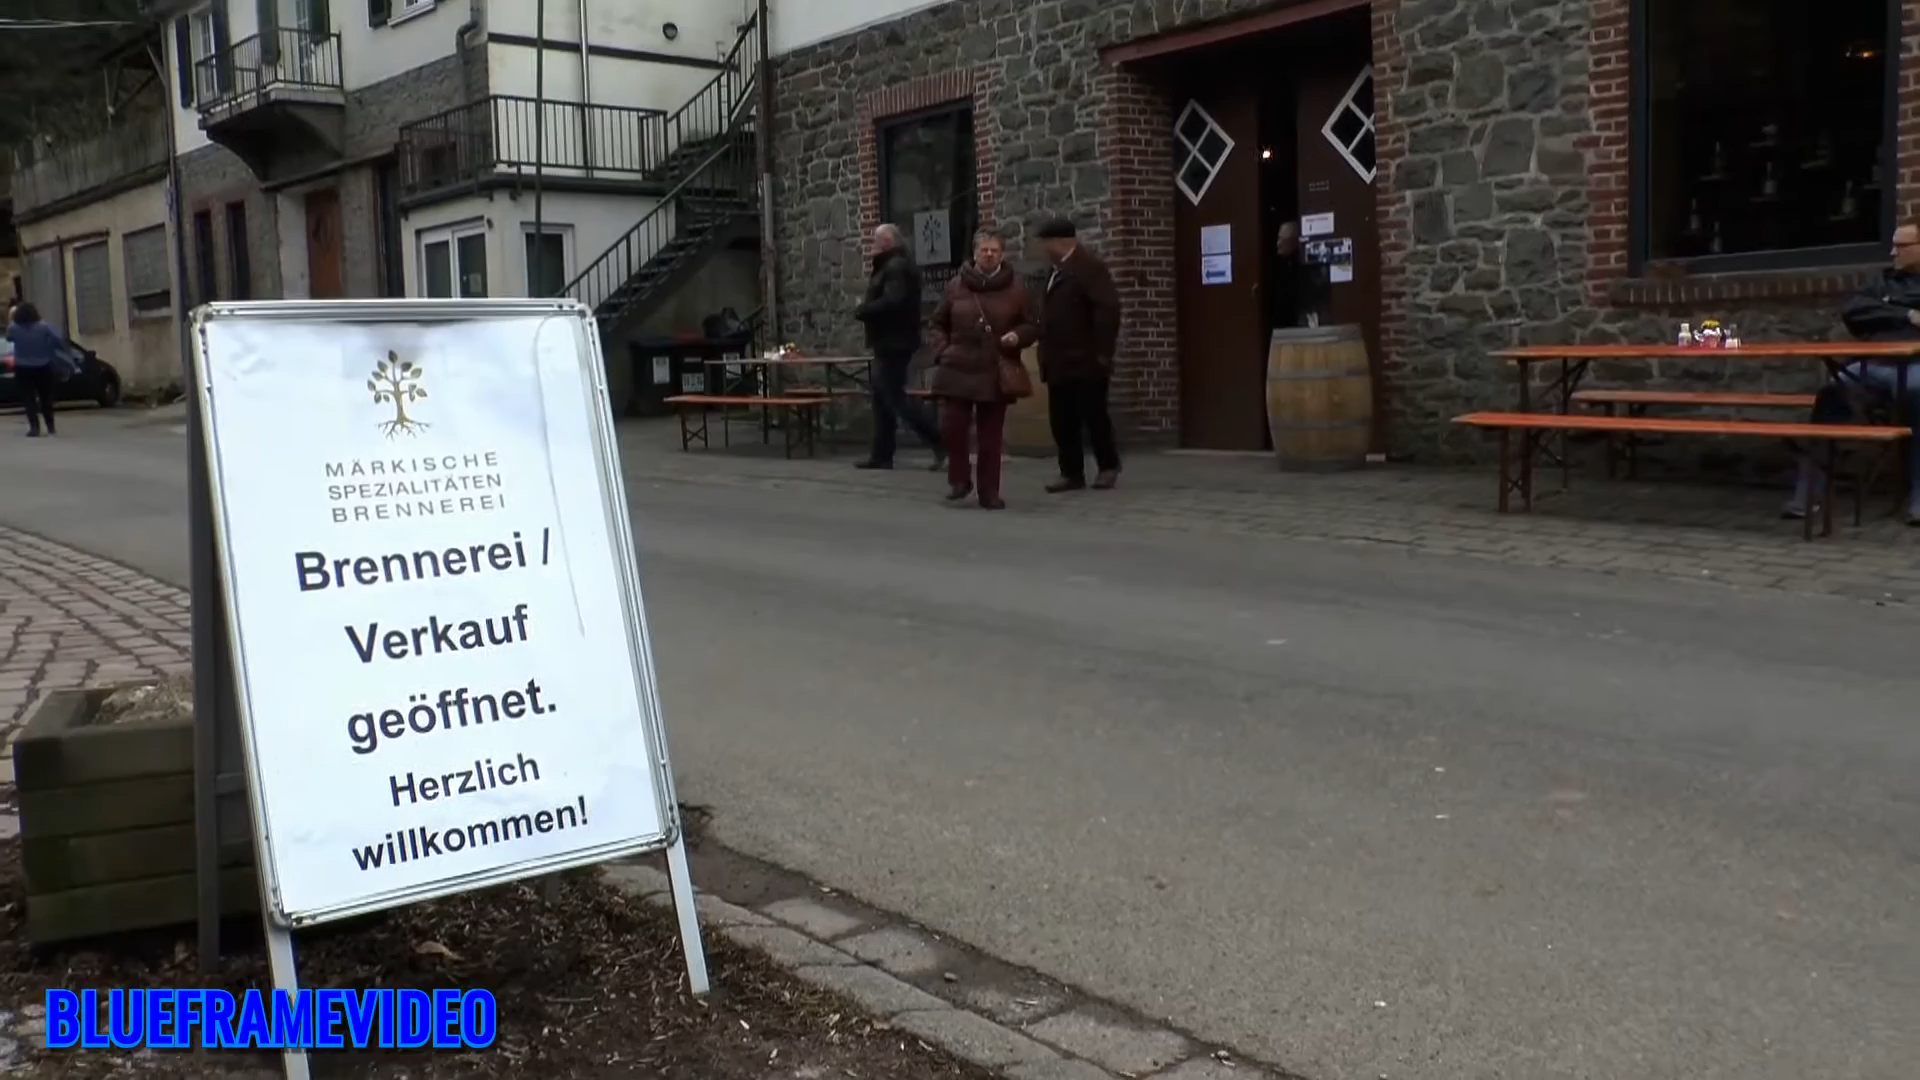 MÄRKISCHE
SPEZIALITÄTEN
BRENNEREI
Brennerei /
Verkauf
geöffnet.
Herzlich
willkommen!
BLUEFRAMEVIDEO